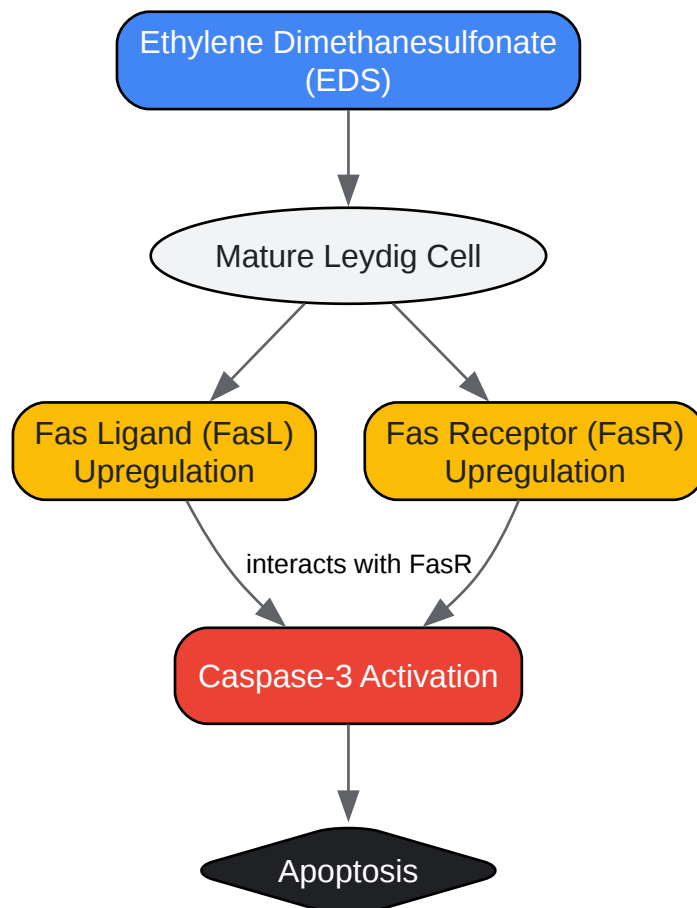 Ethylene Dimethanesulfonate
(EDS)
Mature Leydig Cell
Fas Ligand (FasL)
Upregulation
Fas Receptor (FasR)
Upregulation
interacts with FasR
Caspase-3 Activation
Apoptosis